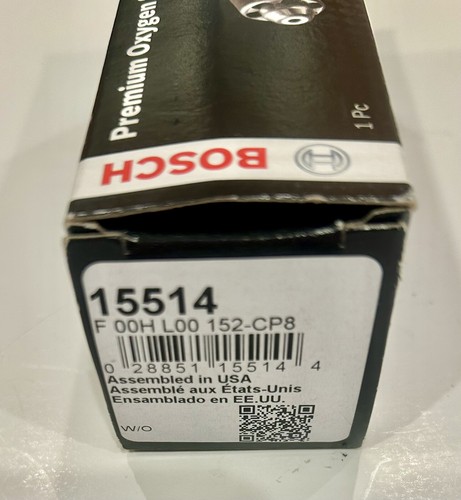 Premium Oxygen
1 Pc
BOSCH
15514
F 00H L00 152-CP8
0 28851 15514 4
Assembled in USA
Assemblé aux États-Unis
Ensamblado en EE.UU.
W/O